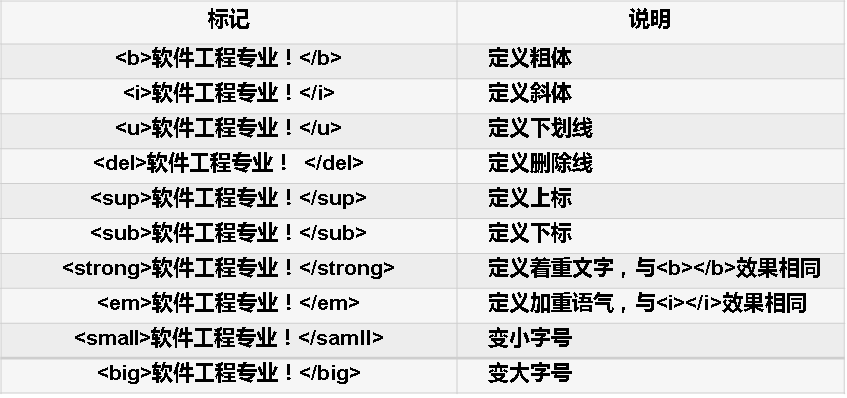 标记 说明
<b>软件工程专业！</b> 定义粗体
<i>软件工程专业！</i> 定义斜体
<u>软件工程专业！</u> 定义下划线
<del>软件工程专业！ </del> 定义删除线
<sup>软件工程专业！</sup> 定义上标
<sub>软件工程专业！</sub> 定义下标
<strong>软件工程专业！</strong> 定义着重文字，与<b></b>效果相同
<em>软件工程专业！</em> 定义加重语气，与<i></i>效果相同
<small>软件工程专业！</samll> 变小字号
<big>软件工程专业！</big> 变大字号